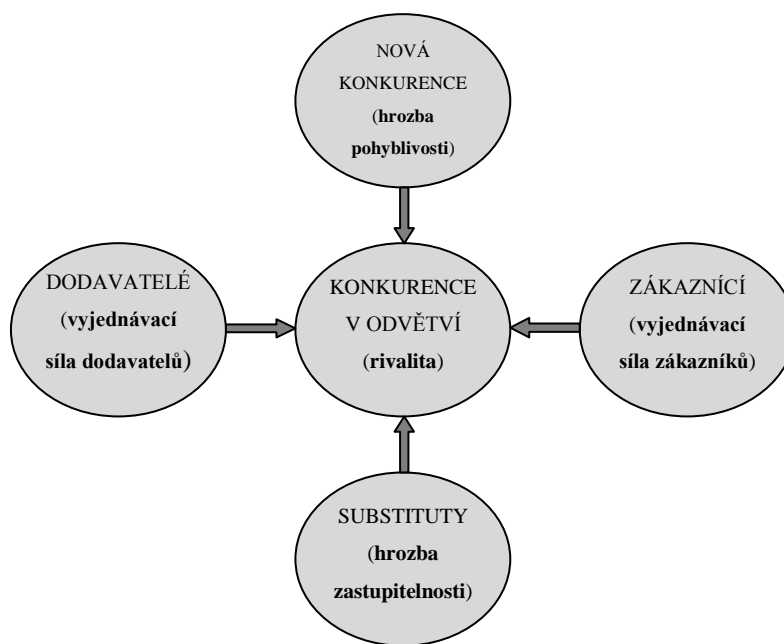 NOVÁ
KONKURENCE
(hrozba
pohyblivosti)
DODAVATELÉ
(vyjednávací
síla dodavatelů)
KONKURENCE
V ODVĚTVÍ
(rivalita)
ZÁKAZNÍCÍ
(vyjednávací
síla zákazníků)
SUBSTITUTY
(hrozba
zastupitelnosti)